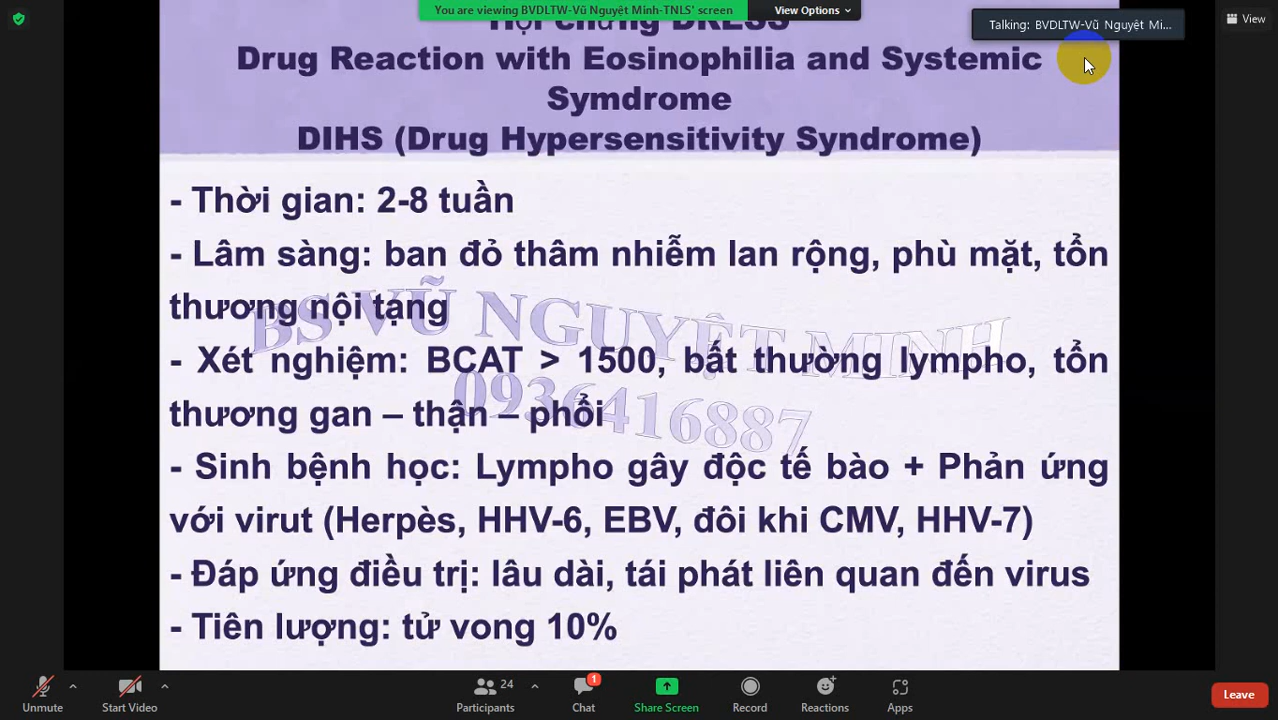 You are viewing BVDLTW-Vũ Nguyệt Minh-TNLS' screen
View Options
Talking: BVDLTW-Vũ Nguyệt Mi...
View
Hội chứng DRESS
Drug Reaction with Eosinophilia and Systemic
Symdrome
DIHS (Drug Hypersensitivity Syndrome)
- Thời gian: 2-8 tuần
- Lâm sàng: ban đỏ thâm nhiễm lan rộng, phù mặt, tổn
thương nội tạng
- Xét nghiệm: BCAT > 1500, bất thường lympho, tổn
thương gan – thận – phổi
- Sinh bệnh học: Lympho gây độc tế bào + Phản ứng
với virut (Herpès, HHV-6, EBV, đôi khi CMV, HHV-7)
- Đáp ứng điều trị: lâu dài, tái phát liên quan đến virus
- Tiên lượng: tử vong 10%
BS VŨ NGUYỆT MINH
0936416887
Unmute
Start Video
24
Participants
1
Chat
Share Screen
Record
Reactions
Apps
Leave